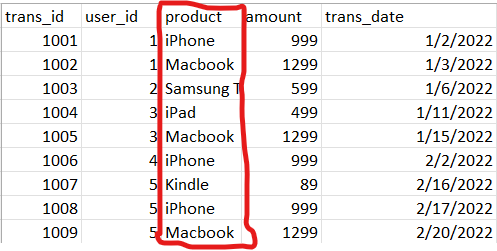 trans_id user_id product amount trans_date
1001 1 iPhone 999 1/2/2022
1002 1 Macbook 1299 1/3/2022
1003 2 Samsung T 599 1/6/2022
1004 3 iPad 499 1/11/2022
1005 3 Macbook 1299 1/15/2022
1006 4 iPhone 999 2/2/2022
1007 5 Kindle 89 2/16/2022
1008 5 iPhone 999 2/17/2022
1009 5 Macbook 1299 2/20/2022